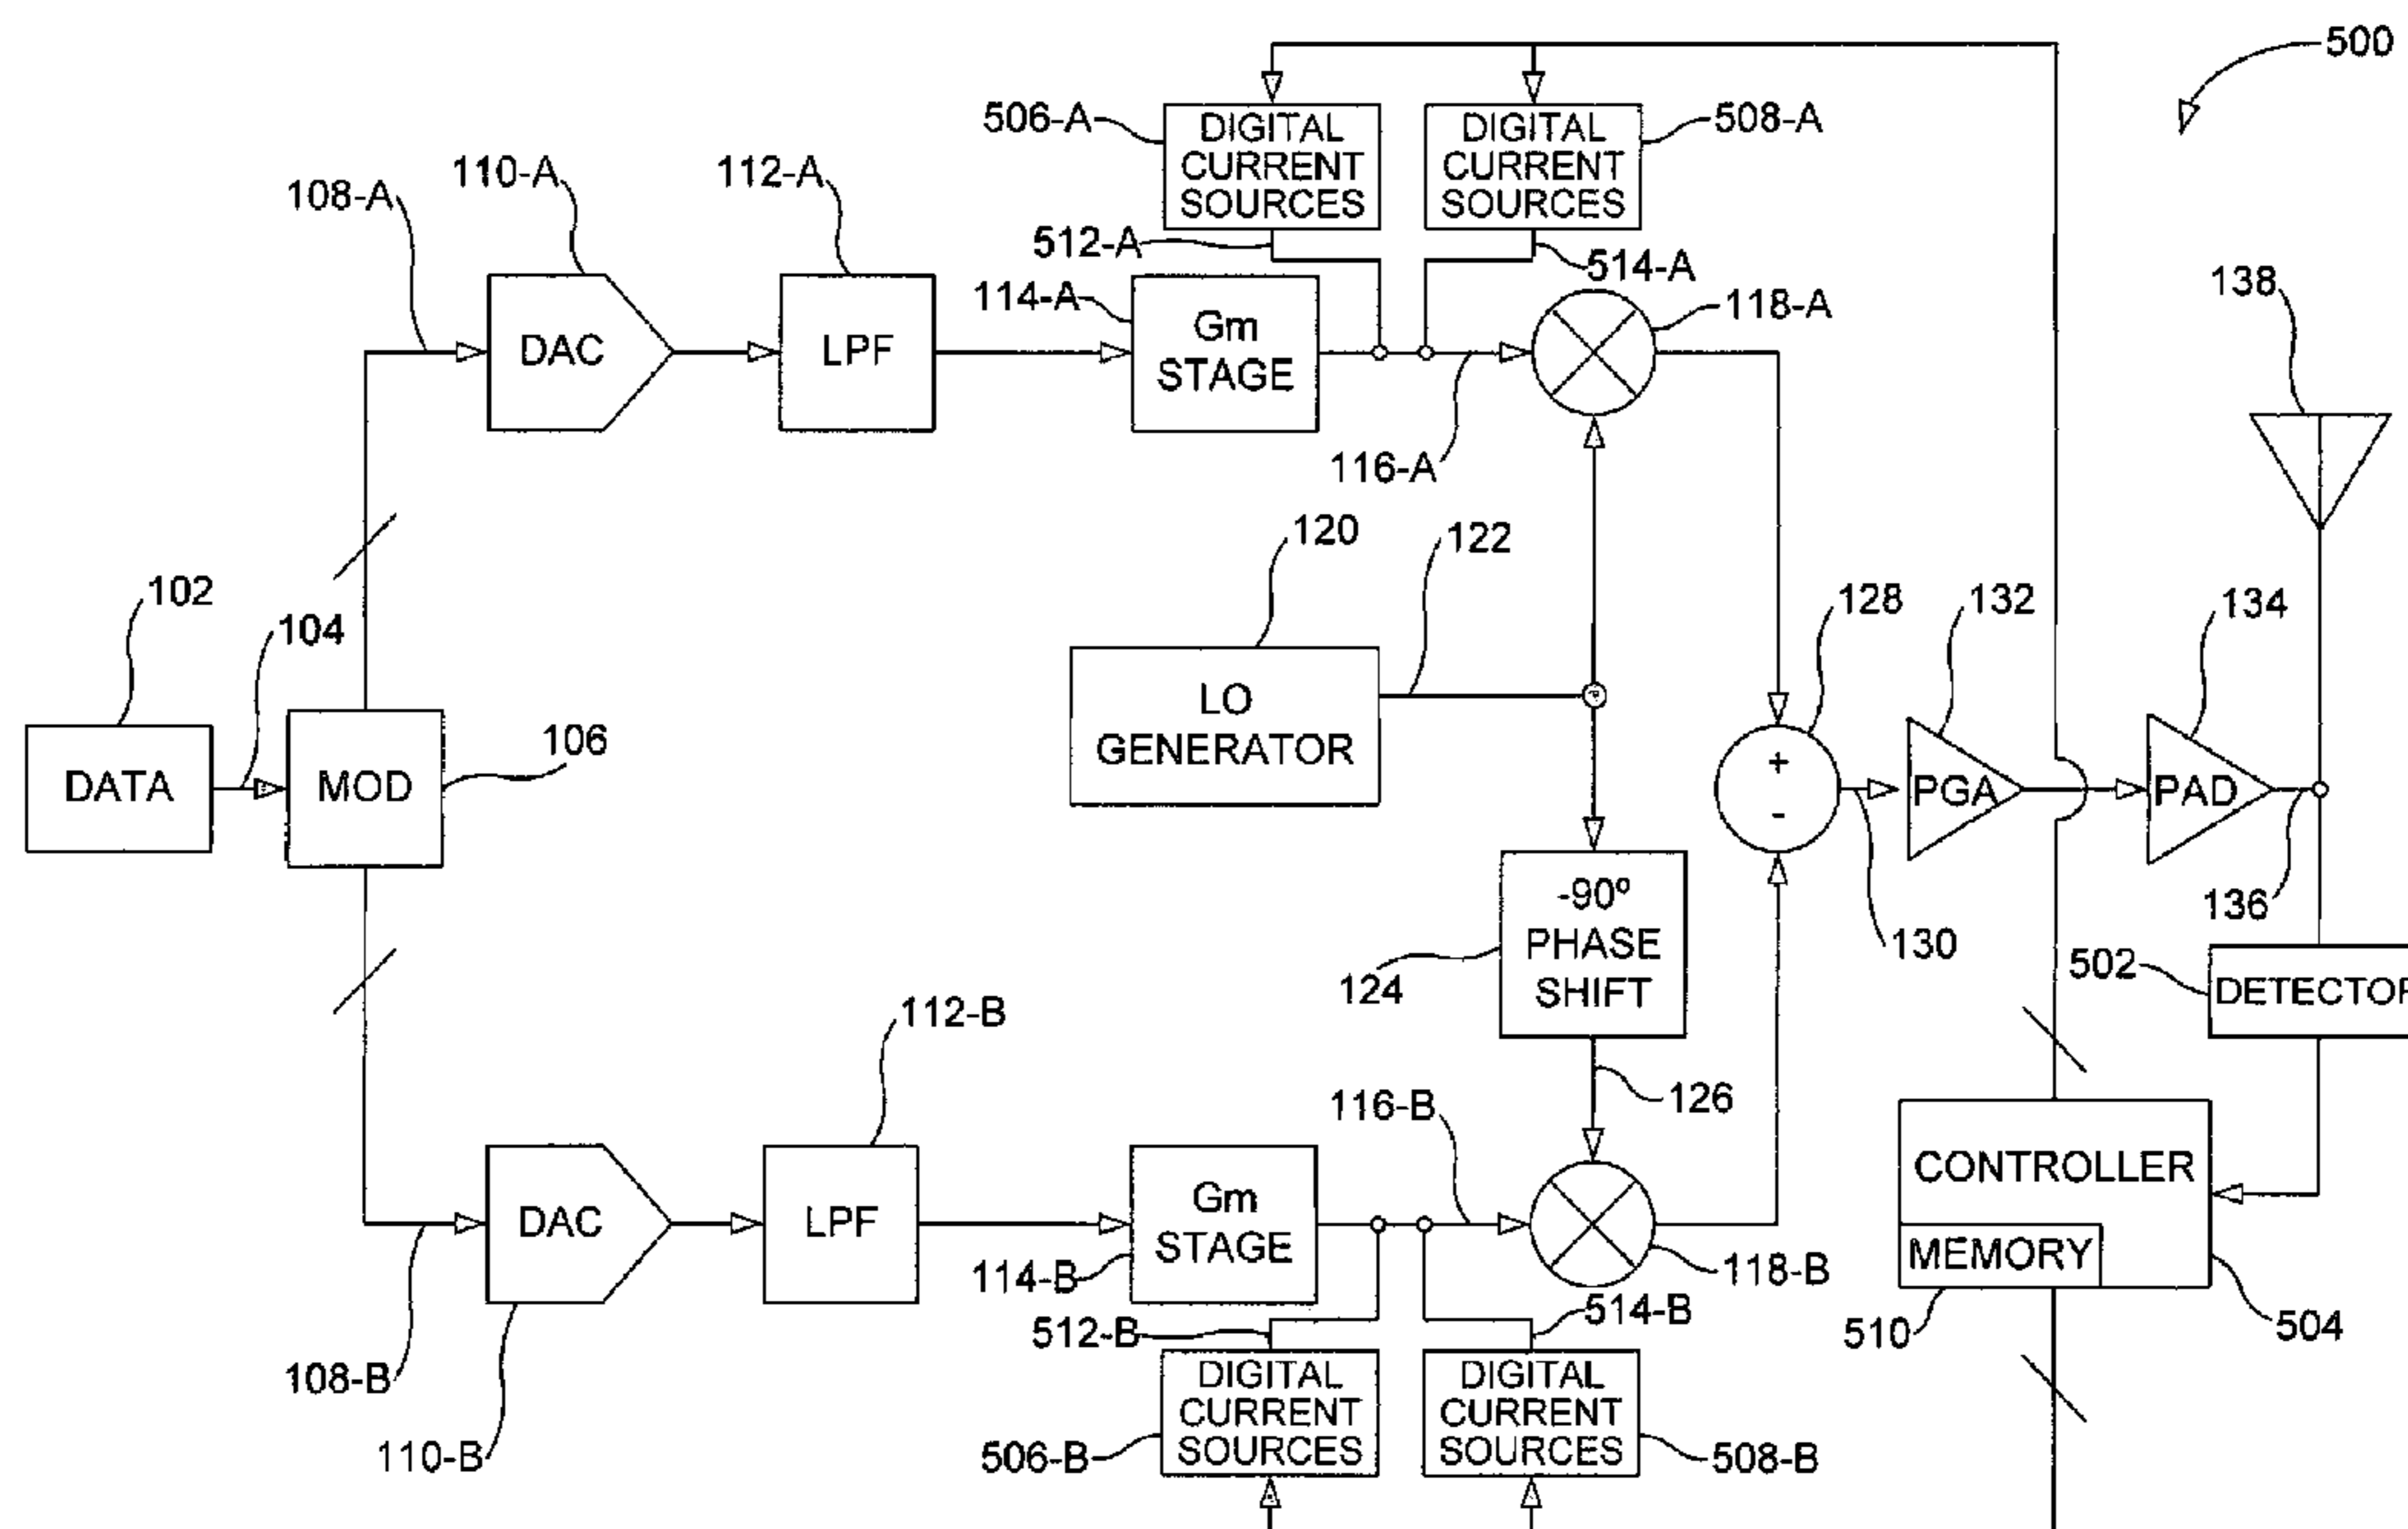 500
506-A
DIGITAL
CURRENT
SOURCES
DIGITAL
CURRENT
SOURCES
508-A
108-A
110-A
112-A
512-A
514-A
114-A
118-A
138
DAC
LPF
Gm
STAGE
116-A
120
122
102
104
128
132
134
LO
GENERATOR
DATA
MOD
106
+
-
PGA
PAD
136
-90º
PHASE
SHIFT
124
130
502
DETECTOR
112-B
126
116-B
CONTROLLER
MEMORY
DAC
LPF
Gm
STAGE
114-B
118-B
512-B
514-B
510
504
108-B
110-B
506-B
DIGITAL
CURRENT
SOURCES
DIGITAL
CURRENT
SOURCES
508-B